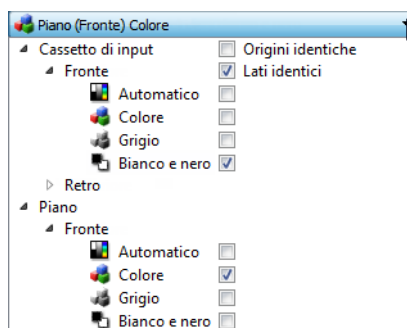 Piano (Fronte) Colore
Cassetto di input Origini identiche
Fronte Lati identici
Automatico
Colore
Grigio
Bianco e nero
Retro
Piano
Fronte
Automatico
Colore
Grigio
Bianco e nero